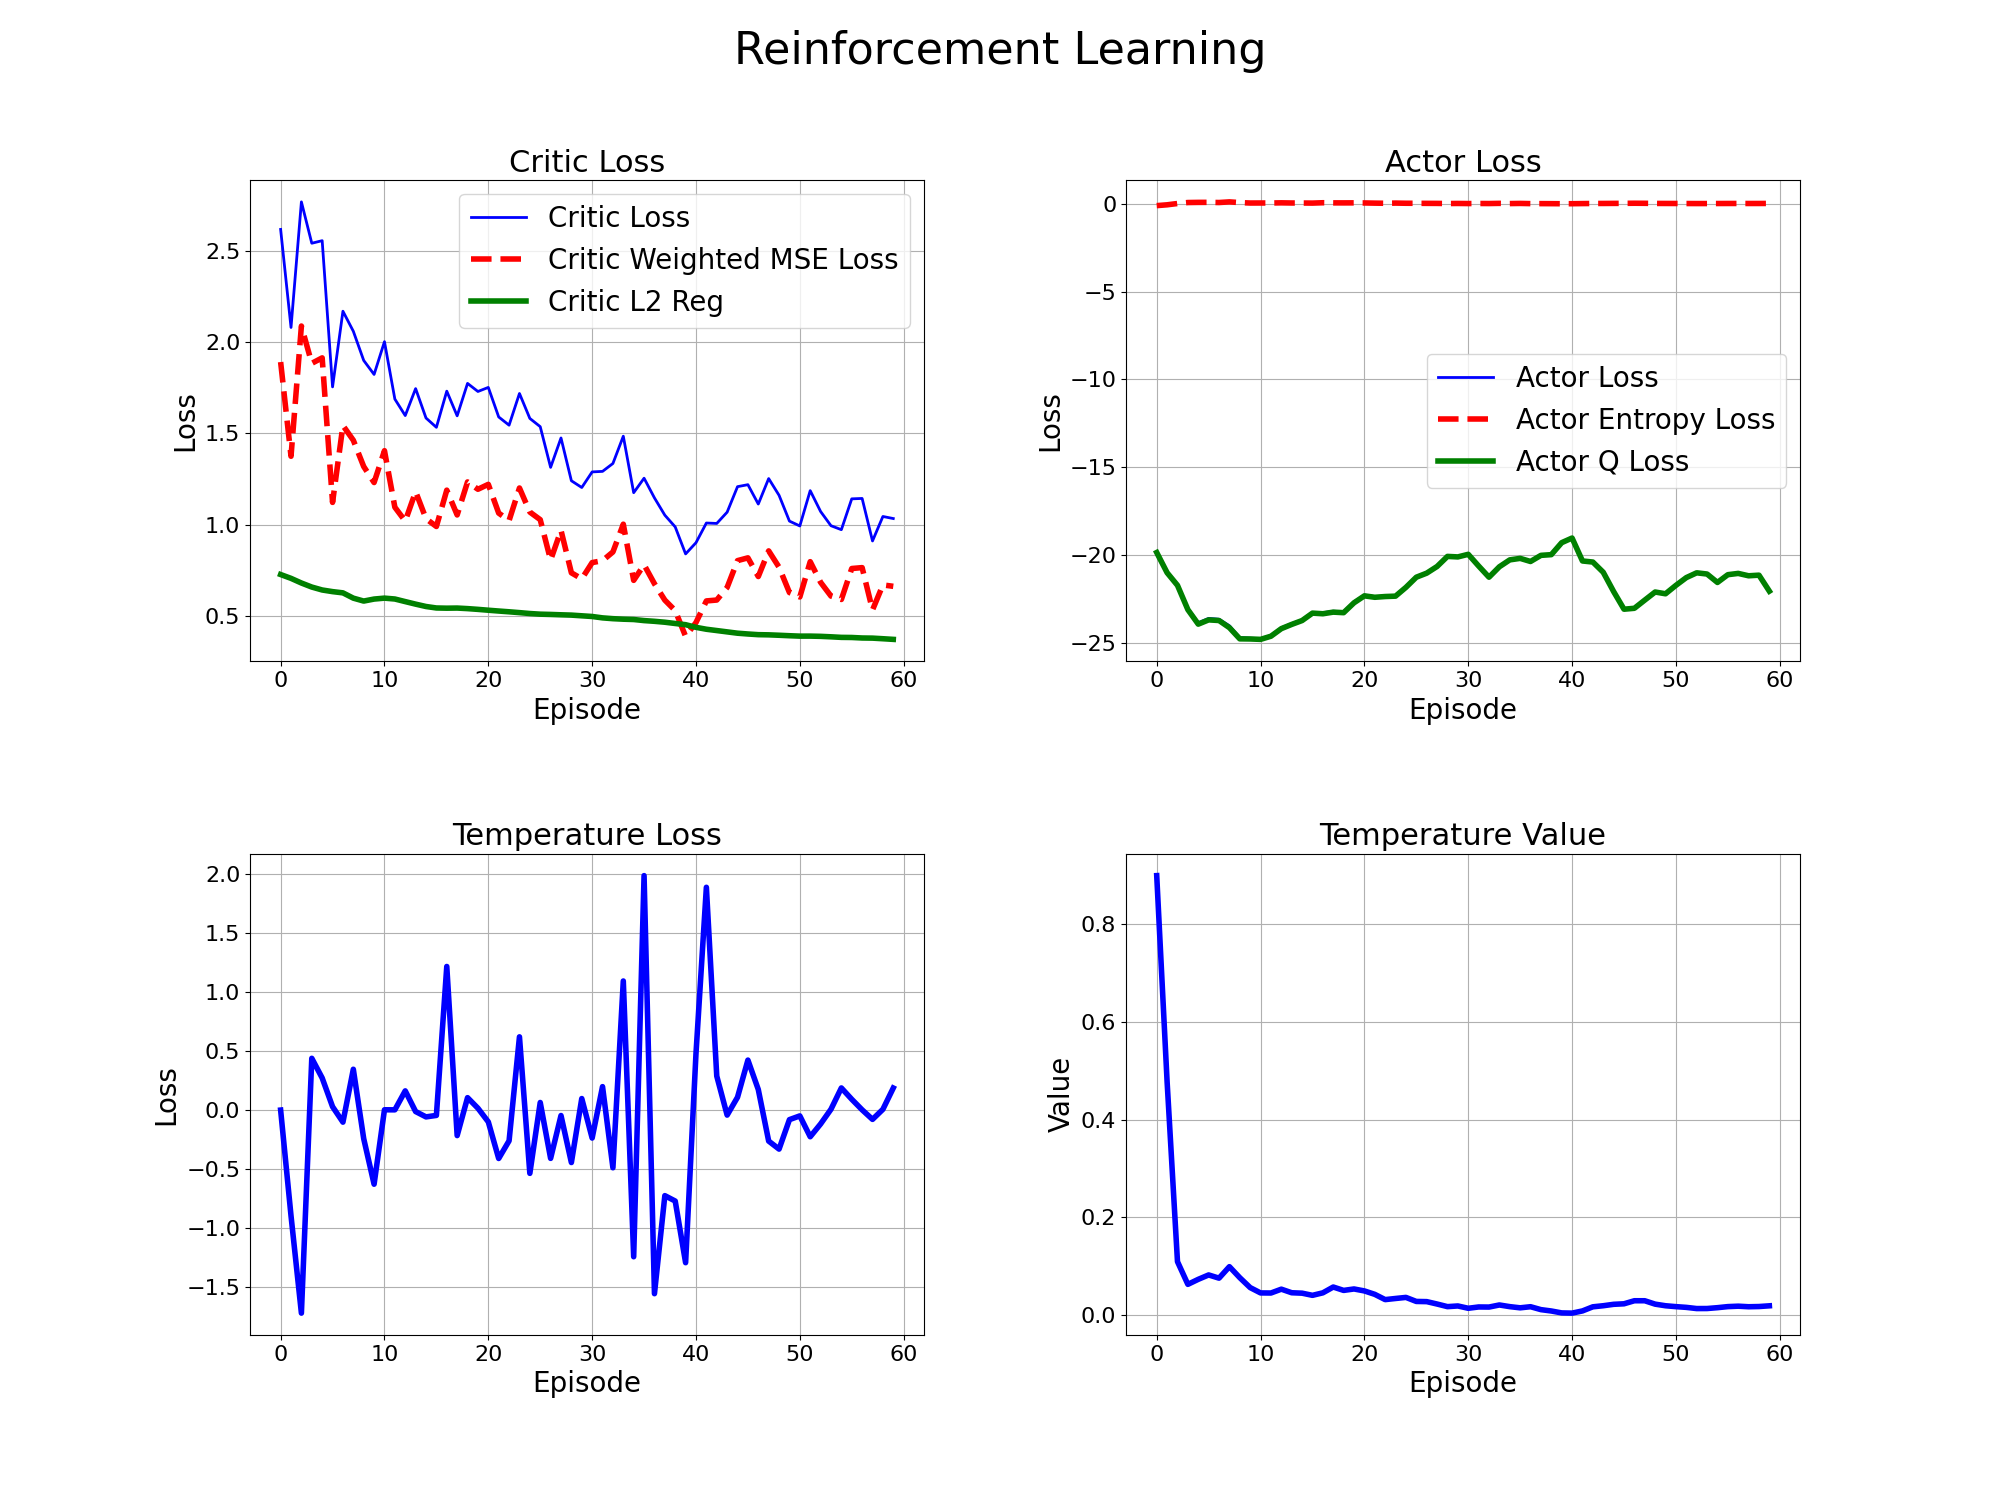 Reinforcement Learning
Critic Loss
Loss
2.5
2.0
1.5
1.0
0.5
Critic Loss
Critic Weighted MSE Loss
Critic L2 Reg
0 10 20 30 40 50 60
Episode
Actor Loss
Loss
0
−5
−10
−15
−20
−25
Actor Loss
Actor Entropy Loss
Actor Q Loss
0 10 20 30 40 50 60
Episode
Temperature Loss
Loss
2.0
1.5
1.0
0.5
0.0
−0.5
−1.0
−1.5
0 10 20 30 40 50 60
Episode
Temperature Value
Value
0.8
0.6
0.4
0.2
0.0
0 10 20 30 40 50 60
Episode